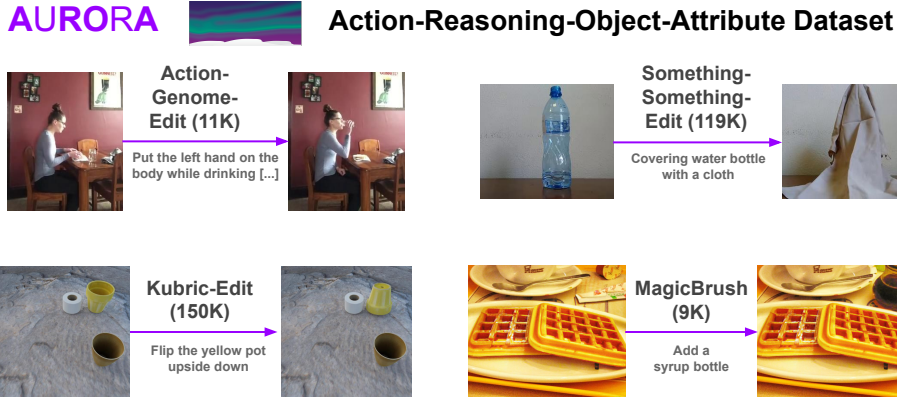 AURORA
Action-Reasoning-Object-Attribute Dataset
Action-
Genome-
Edit (11K)
Put the left hand on the
body while drinking [...]
Something-
Something-
Edit (119K)
Covering water bottle
with a cloth
Kubric-Edit
(150K)
Flip the yellow pot
upside down
MagicBrush
(9K)
Add a
syrup bottle